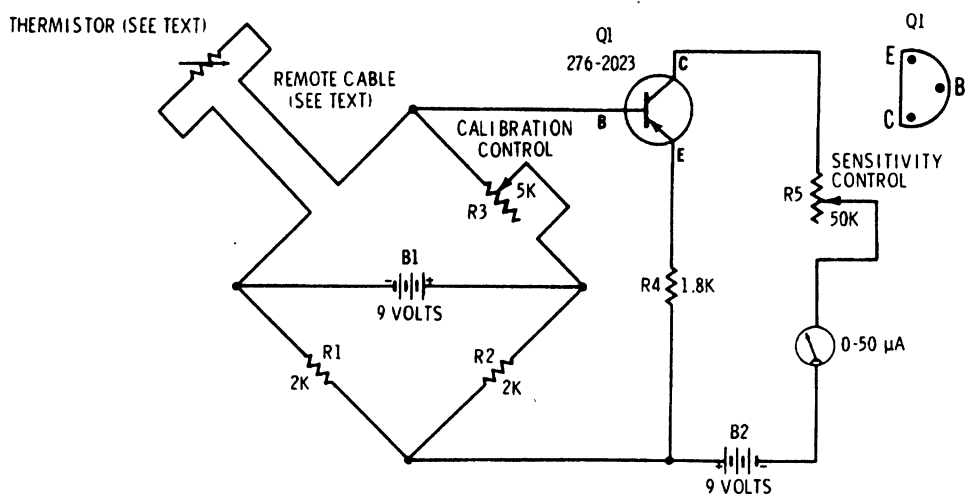 THERMISTOR (SEE TEXT)
REMOTE CABLE
(SEE TEXT)
Q1
276-2023
C
B
E
Q1
E
B
C
CALIBRATION
CONTROL
5K
R3
SENSITIVITY
CONTROL
R5
50K
B1
- +
9 VOLTS
R4
1.8K
R1
2K
R2
2K
0-50 μA
B2
+ -
9 VOLTS